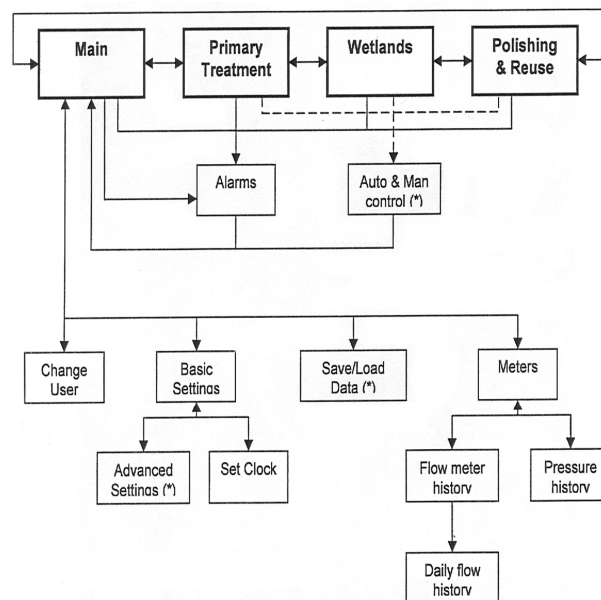 Main
Primary
Treatment
Wetlands
Polishing
& Reuse
Alarms
Auto & Man
control (*)
Change
User
Basic
Settings
Save/Load
Data (*)
Meters
Advanced
Settings (*)
Set Clock
Flow meter
history
Pressure
history
Daily flow
history